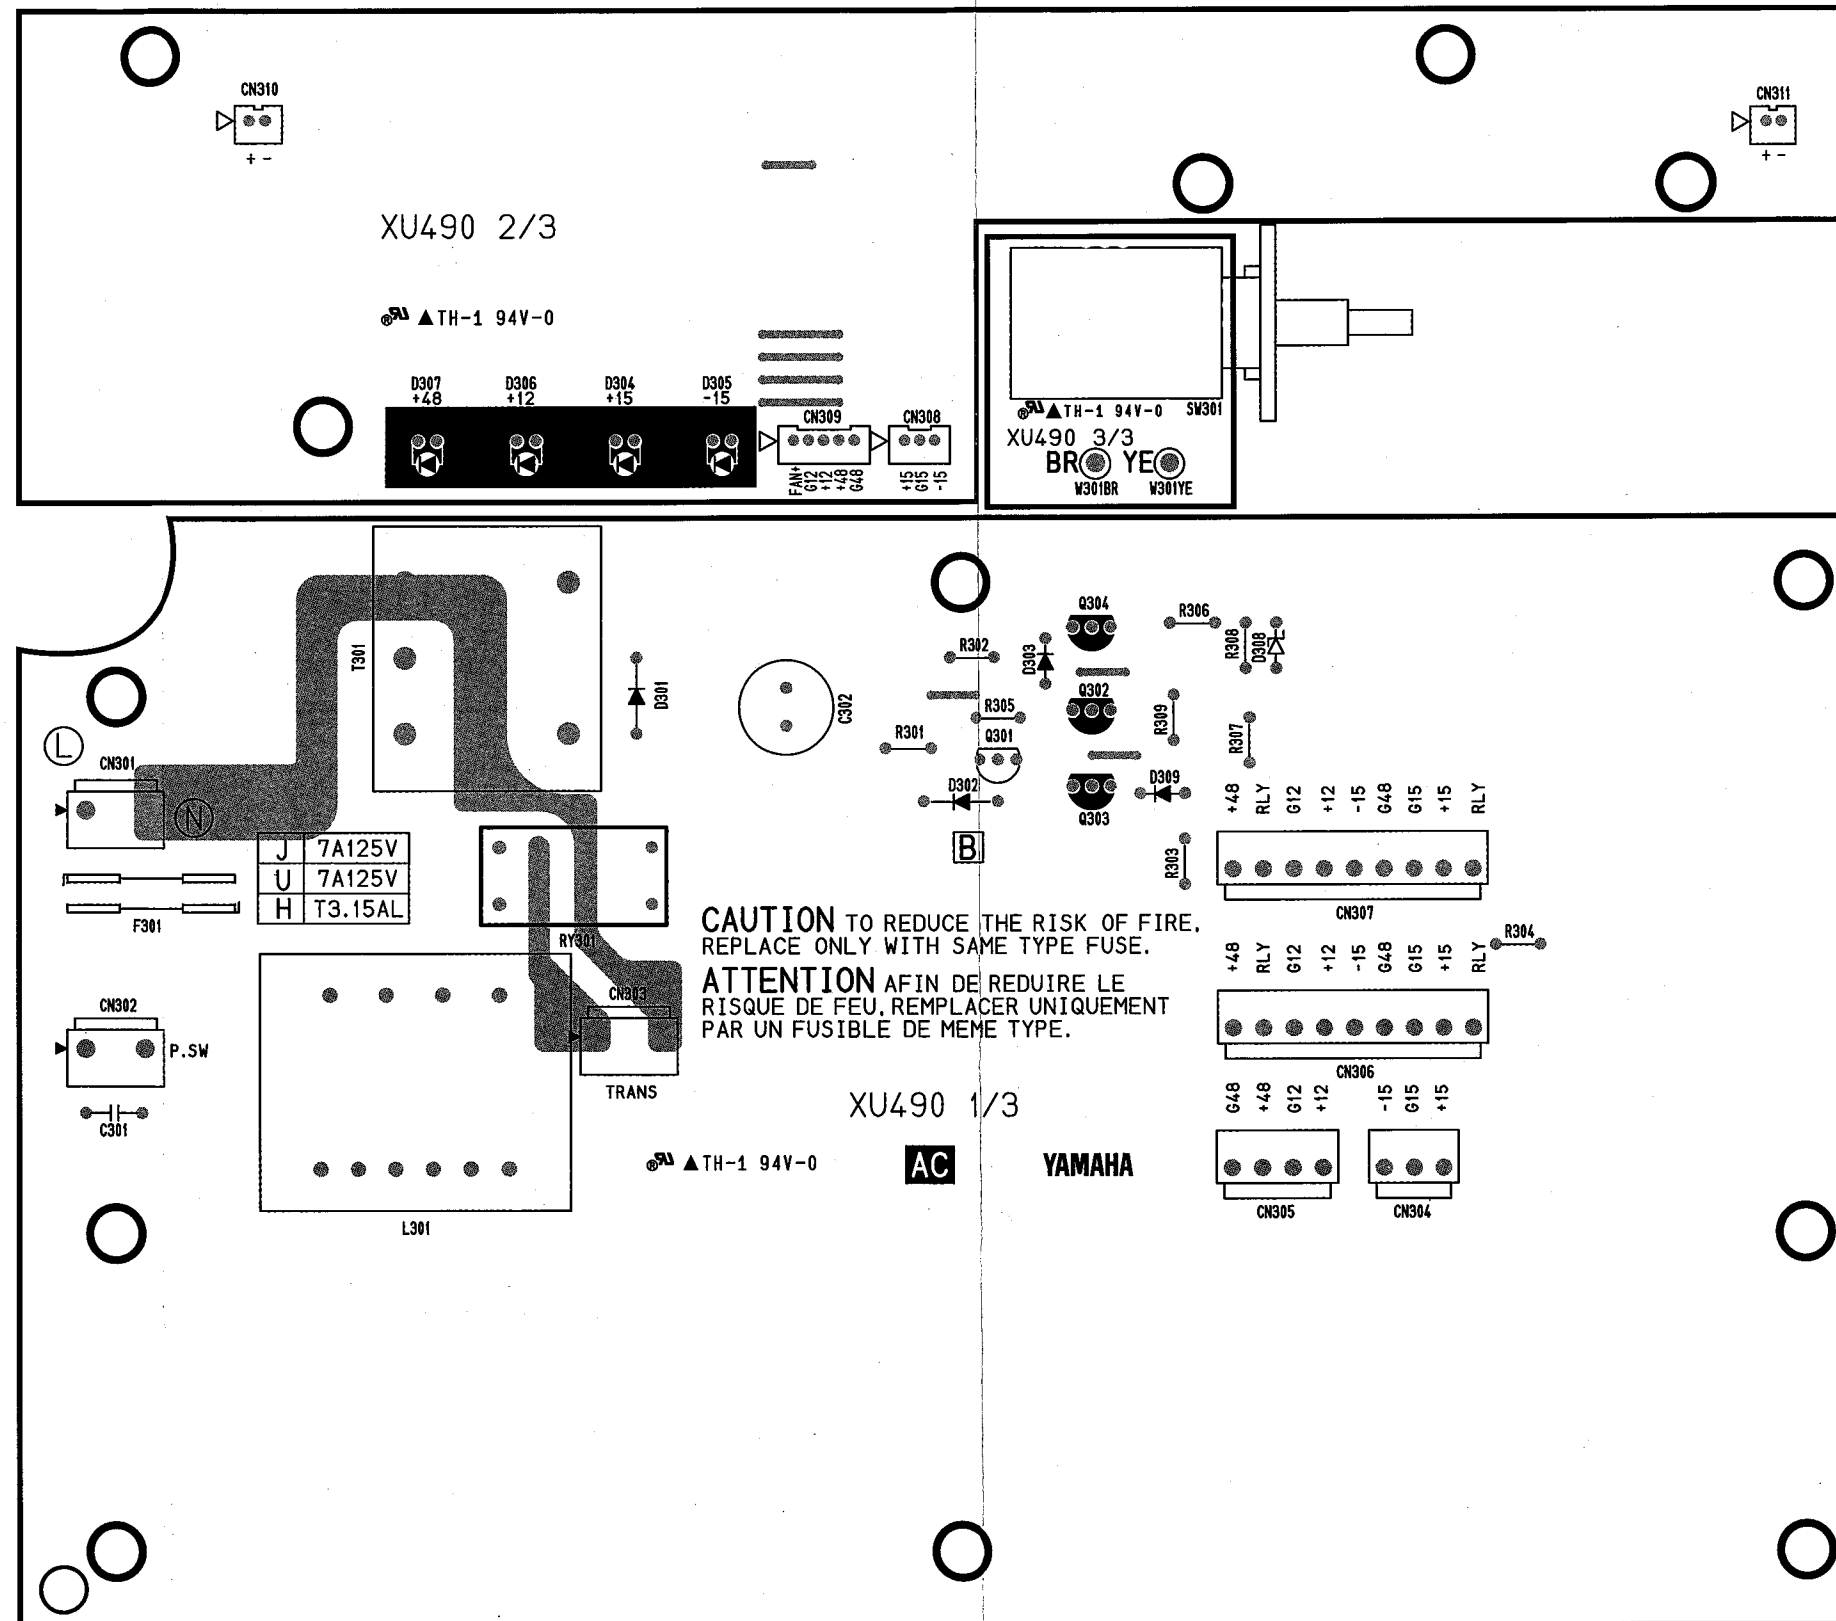 CN310
+ -
CN311
+ -
XU490 2/3
▲TH-1 94V-0
D307 D306 D304 D305
+48 +12 +15 -15
CN309 CN308
FAN+ G12 +12 +48 G48
+15 G15 -15
▲TH-1 94V-0 SW301
XU490 3/3
BR YE
W301BR W301YE
T301
D301
C302
R302
R301
R305
Q301
D302
D303
Q304
Q302
Q303
R306
R308
D308
R309
R307
D309
R303
B
L
CN301
N
J 7A125V
U 7A125V
H T3.15AL
F301
RY301
CAUTION TO REDUCE THE RISK OF FIRE,
REPLACE ONLY WITH SAME TYPE FUSE.
ATTENTION AFIN DE REDUIRE LE
RISQUE DE FEU, REMPLACER UNIQUEMENT
PAR UN FUSIBLE DE MEME TYPE.
+48 RLY G12 +12 -15 G48 G15 +15 RLY
CN307
R304
+48 RLY G12 +12 -15 G48 G15 +15 RLY
CN306
CN302
P.SW
C301
L301
CN303
TRANS
XU490 1/3
▲TH-1 94V-0
AC
YAMAHA
G48 +48 G12 +12
-15 G15 +15
CN305 CN304